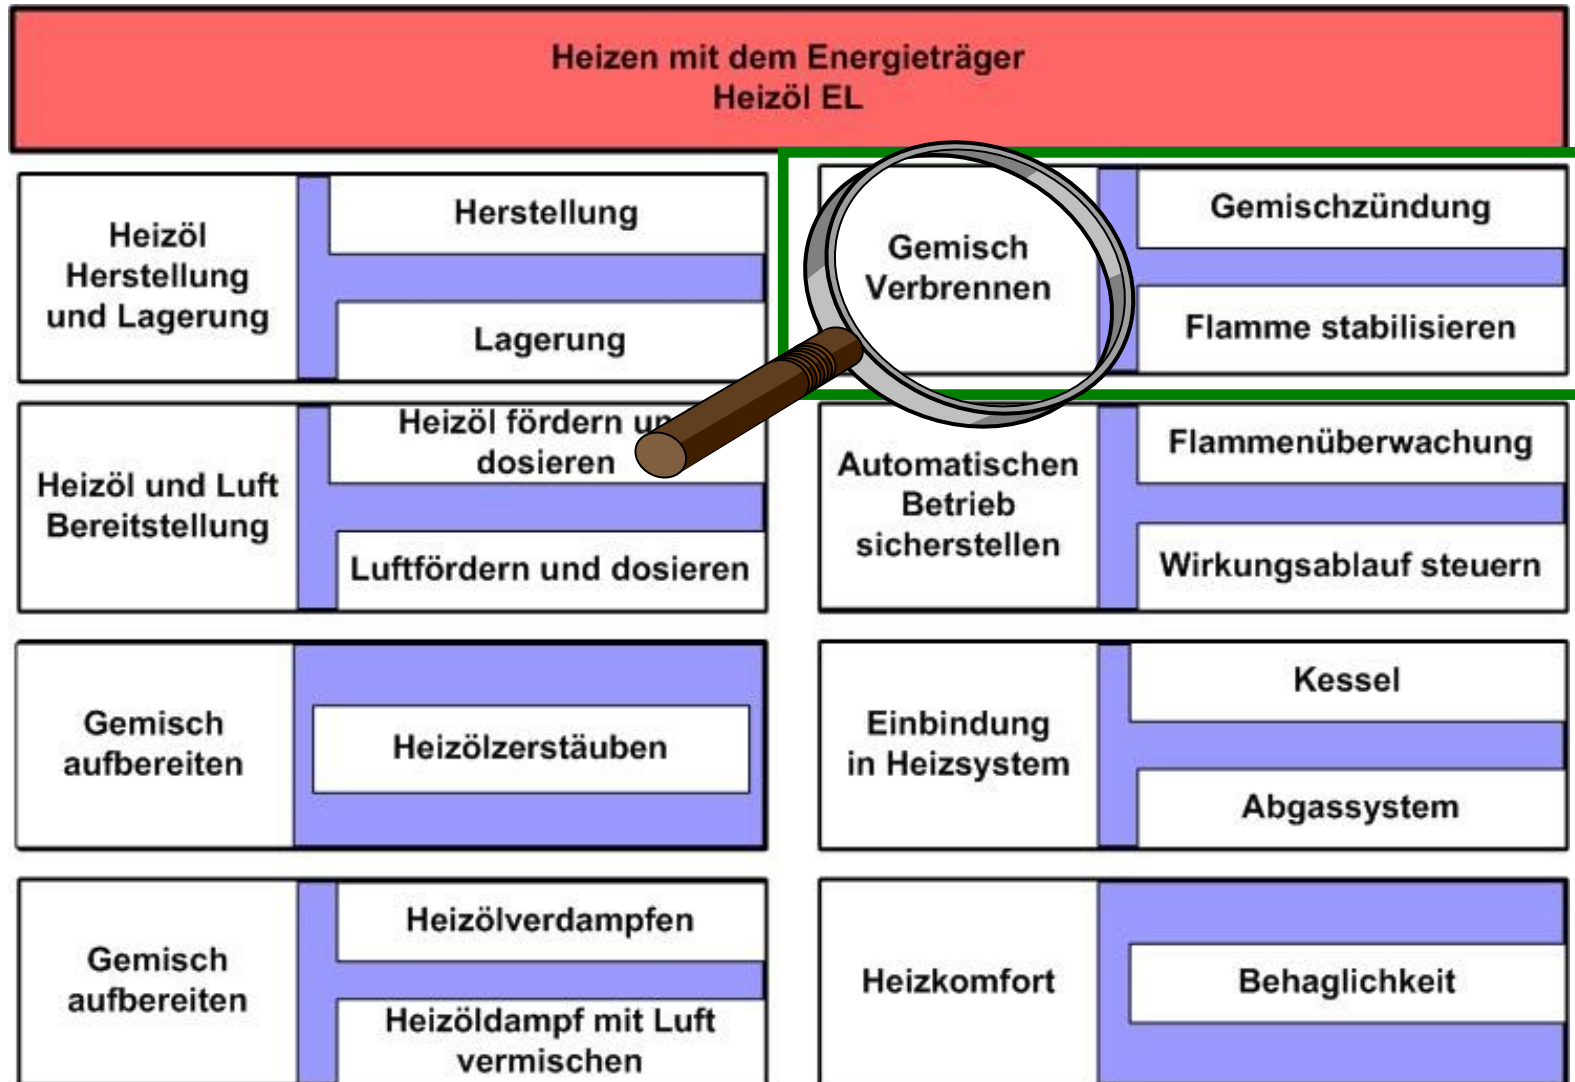 Heizen mit dem Energieträger
Heizöl EL
Heizöl
Herstellung
und Lagerung
Herstellung
Lagerung
Heizöl und Luft
Bereitstellung
Heizöl fördern
dosieren
Luftfördern und dosieren
Gemisch
aufbereiten
Heizölzerstäuben
Gemisch
aufbereiten
Heizölverdampfen
Heizöldampf mit Luft
vermischen
Gemisch
Verbrennen
Gemischzündung
Flamme stabilisieren
Automatischen
Betrieb
sicherstellen
Flammenüberwachung
Wirkungsablauf steuern
Einbindung
in Heizsystem
Kessel
Abgassystem
Heizkomfort
Behaglichkeit